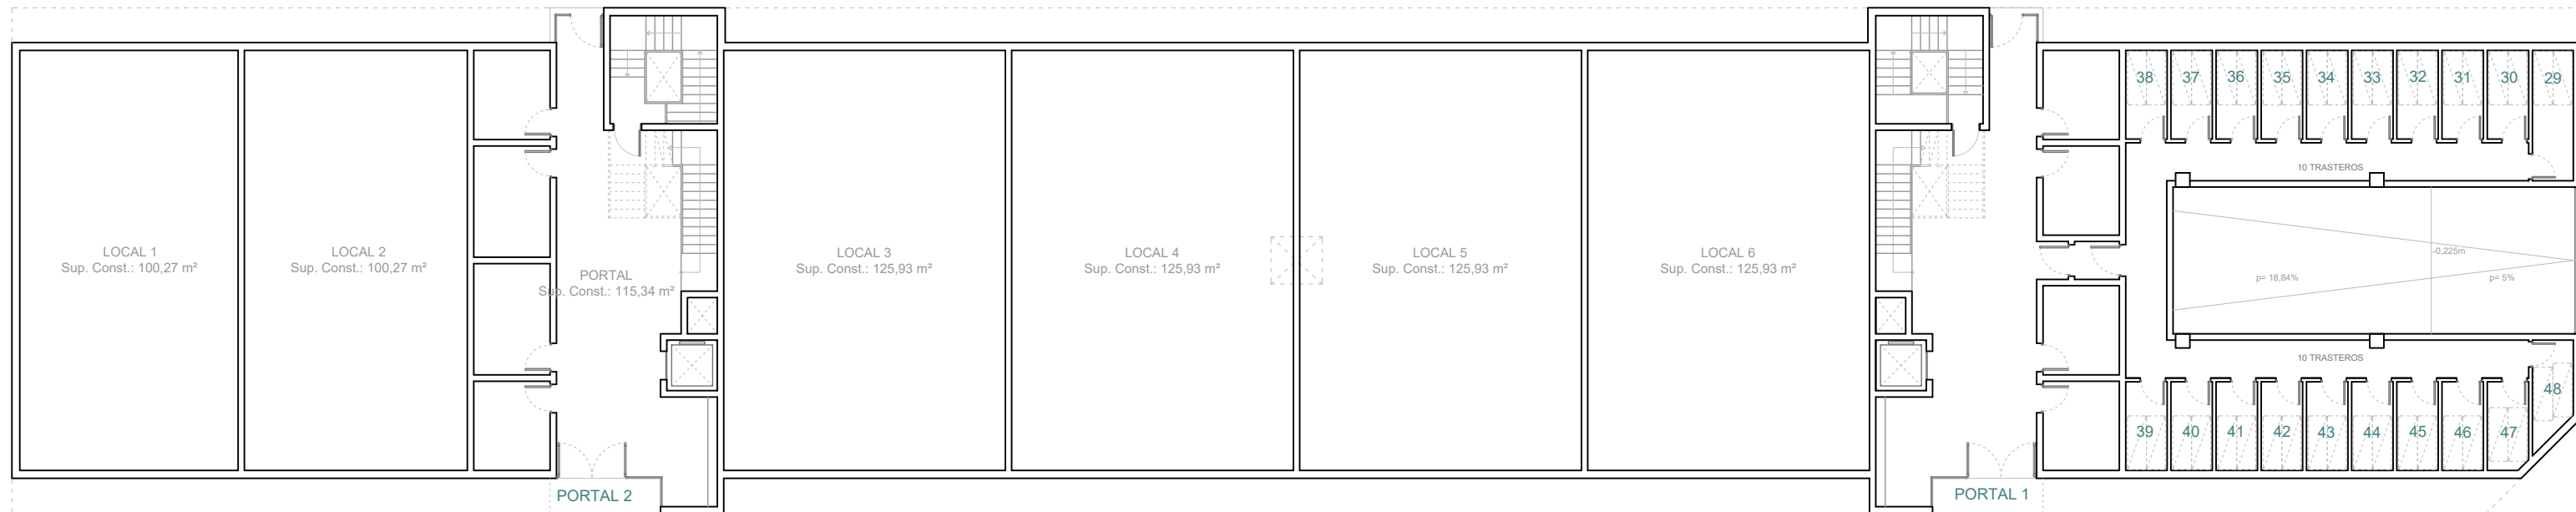 38
37
36
35
34
33
32
31
30
29
10 TRASTEROS
LOCAL 1
Sup. Const.: 100,27 m²
LOCAL 2
Sup. Const.: 100,27 m²
PORTAL
Sup. Const.: 115,34 m²
LOCAL 3
Sup. Const.: 125,93 m²
LOCAL 4
Sup. Const.: 125,93 m²
LOCAL 5
Sup. Const.: 125,93 m²
LOCAL 6
Sup. Const.: 125,93 m²
-0,225m
p= 18,84%
p= 5%
10 TRASTEROS
48
39
40
41
42
43
44
45
46
47
PORTAL 2
PORTAL 1